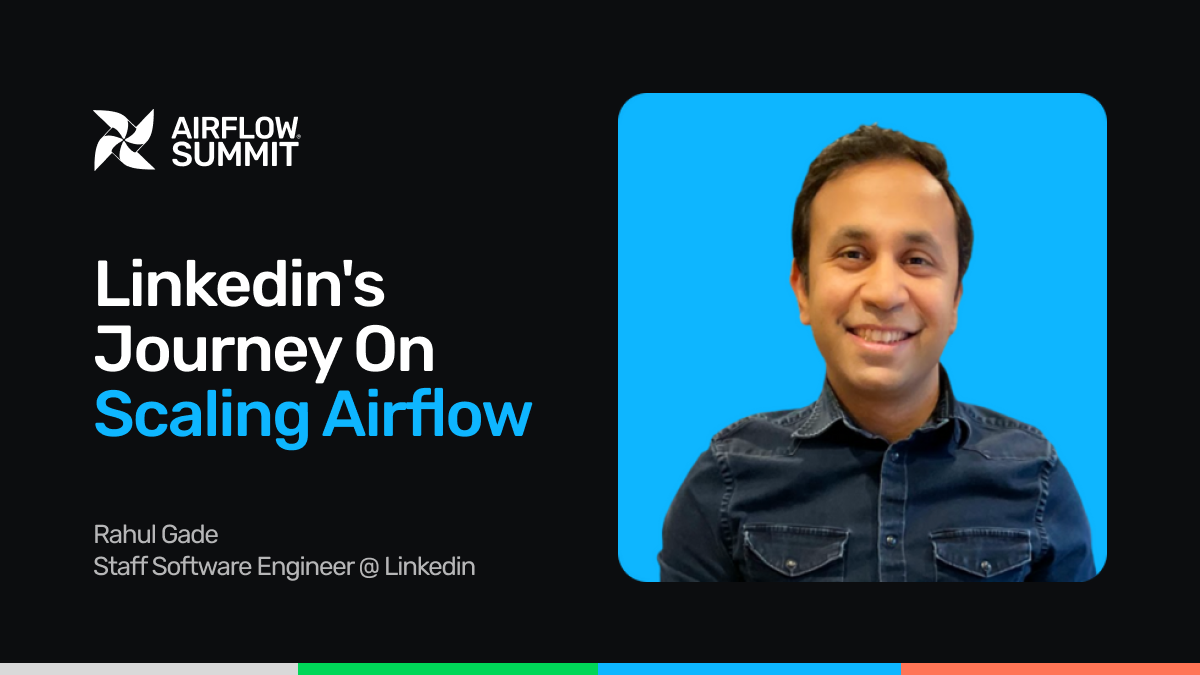 AIRFLOW
SUMMIT
Linkedin's
Journey On
Scaling Airflow
Rahul Gade
Staff Software Engineer @ Linkedin